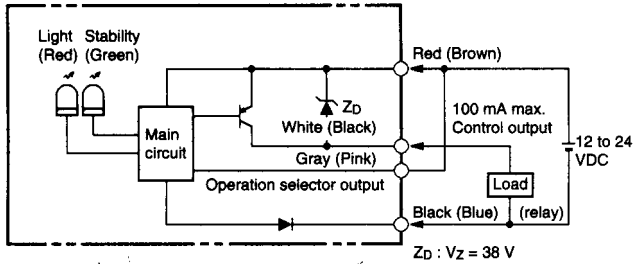 Light Stability
(Red) (Green)
Red (Brown)
ZD
100 mA max.
Control output
White (Black)
Main
circuit
12 to 24
VDC
Gray (Pink)
Operation selector output
Load
Black (Blue) (relay)
ZD : VZ = 38 V